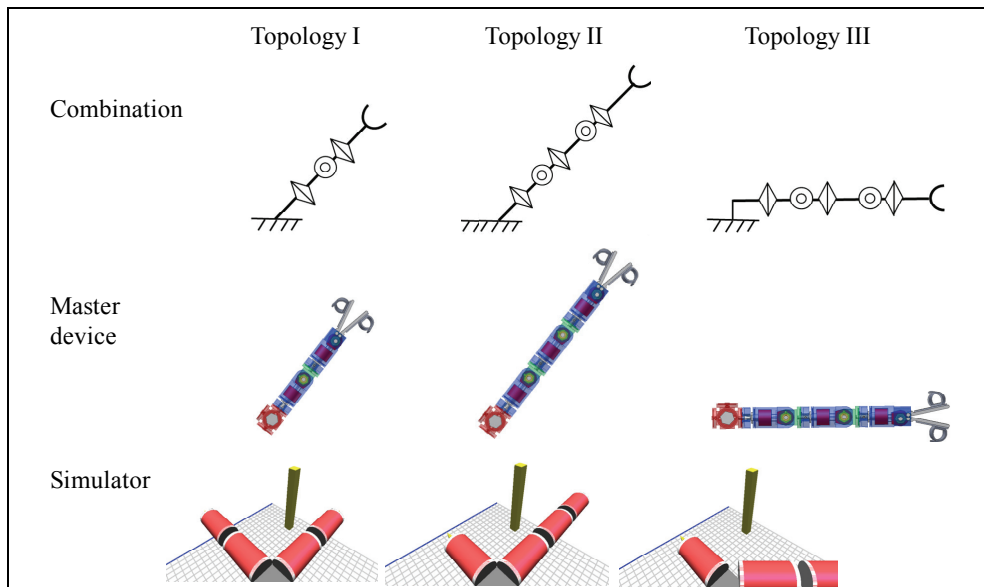 Topology I
Topology II
Topology III
Combination
Master
device
Simulator